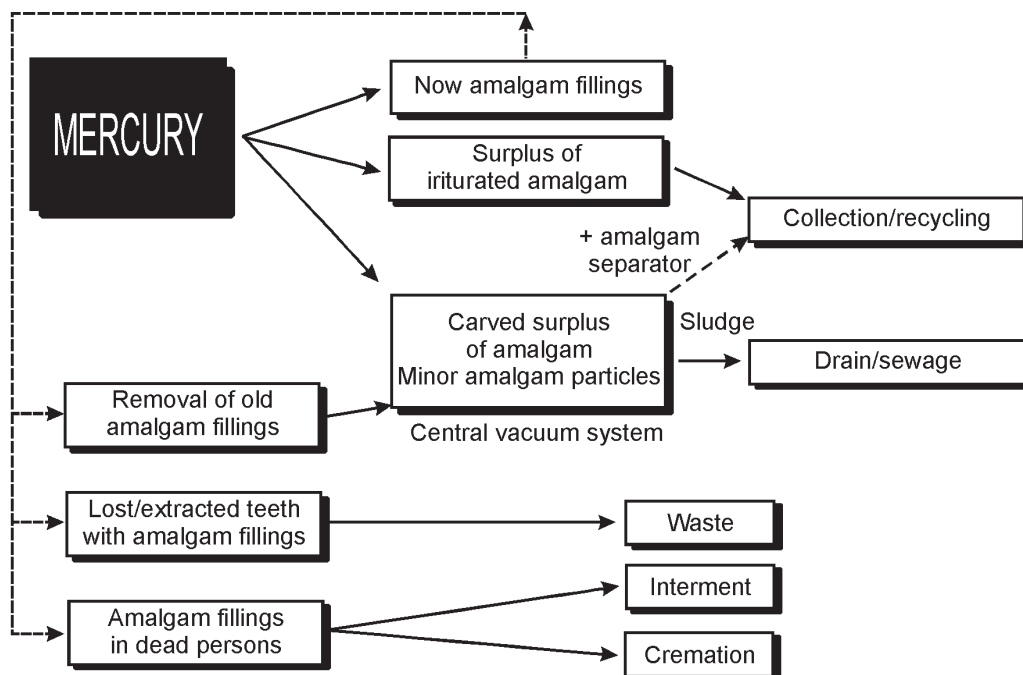 MERCURY
Now amalgam fillings
Surplus of
iriturated amalgam
Collection/recycling
+ amalgam
separator
Carved surplus
of amalgam
Minor amalgam particles
Sludge
Drain/sewage
Central vacuum system
Removal of old
amalgam fillings
Lost/extracted teeth
with amalgam fillings
Waste
Interment
Amalgam fillings
in dead persons
Cremation